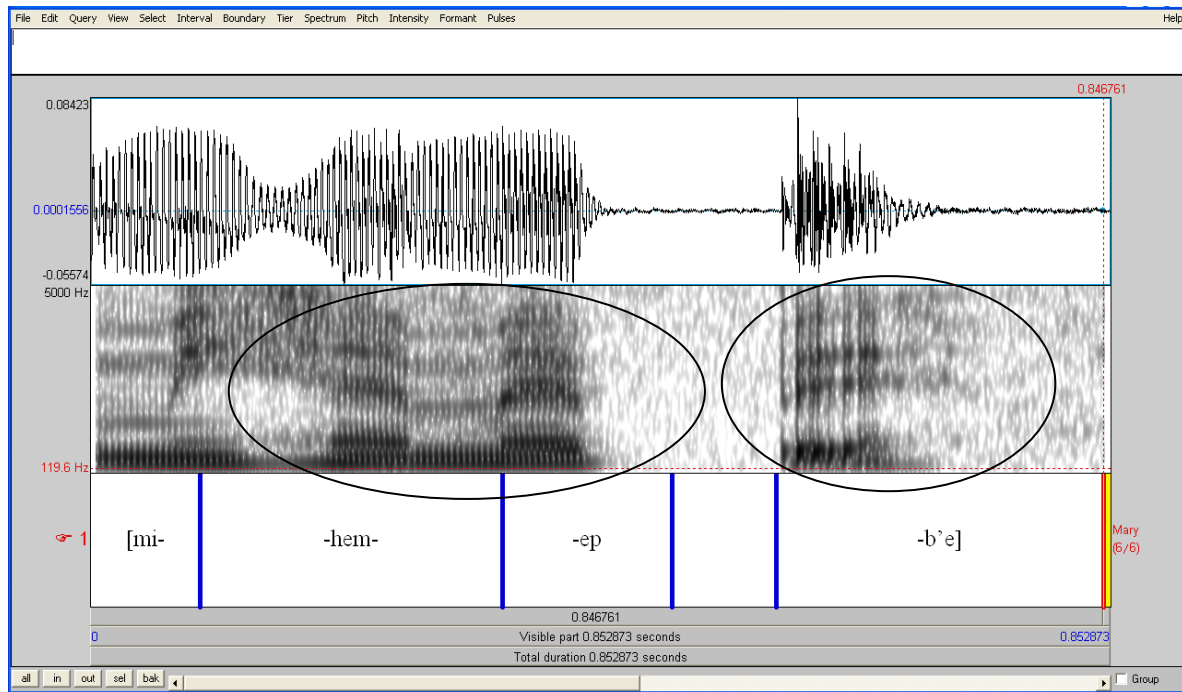 File Edit Query View Select Interval Boundary Tier Spectrum Pitch Intensity Formant Pulses Help
0.846761
0.08423
0.0001556
-0.05574
5000 Hz
119.6 Hz
1 [mi- -hem- -ep -b’e] Mary
(6/6)
0.846761
0 Visible part 0.852873 seconds 0.852873
Total duration 0.852873 seconds
all in out sel bak Group